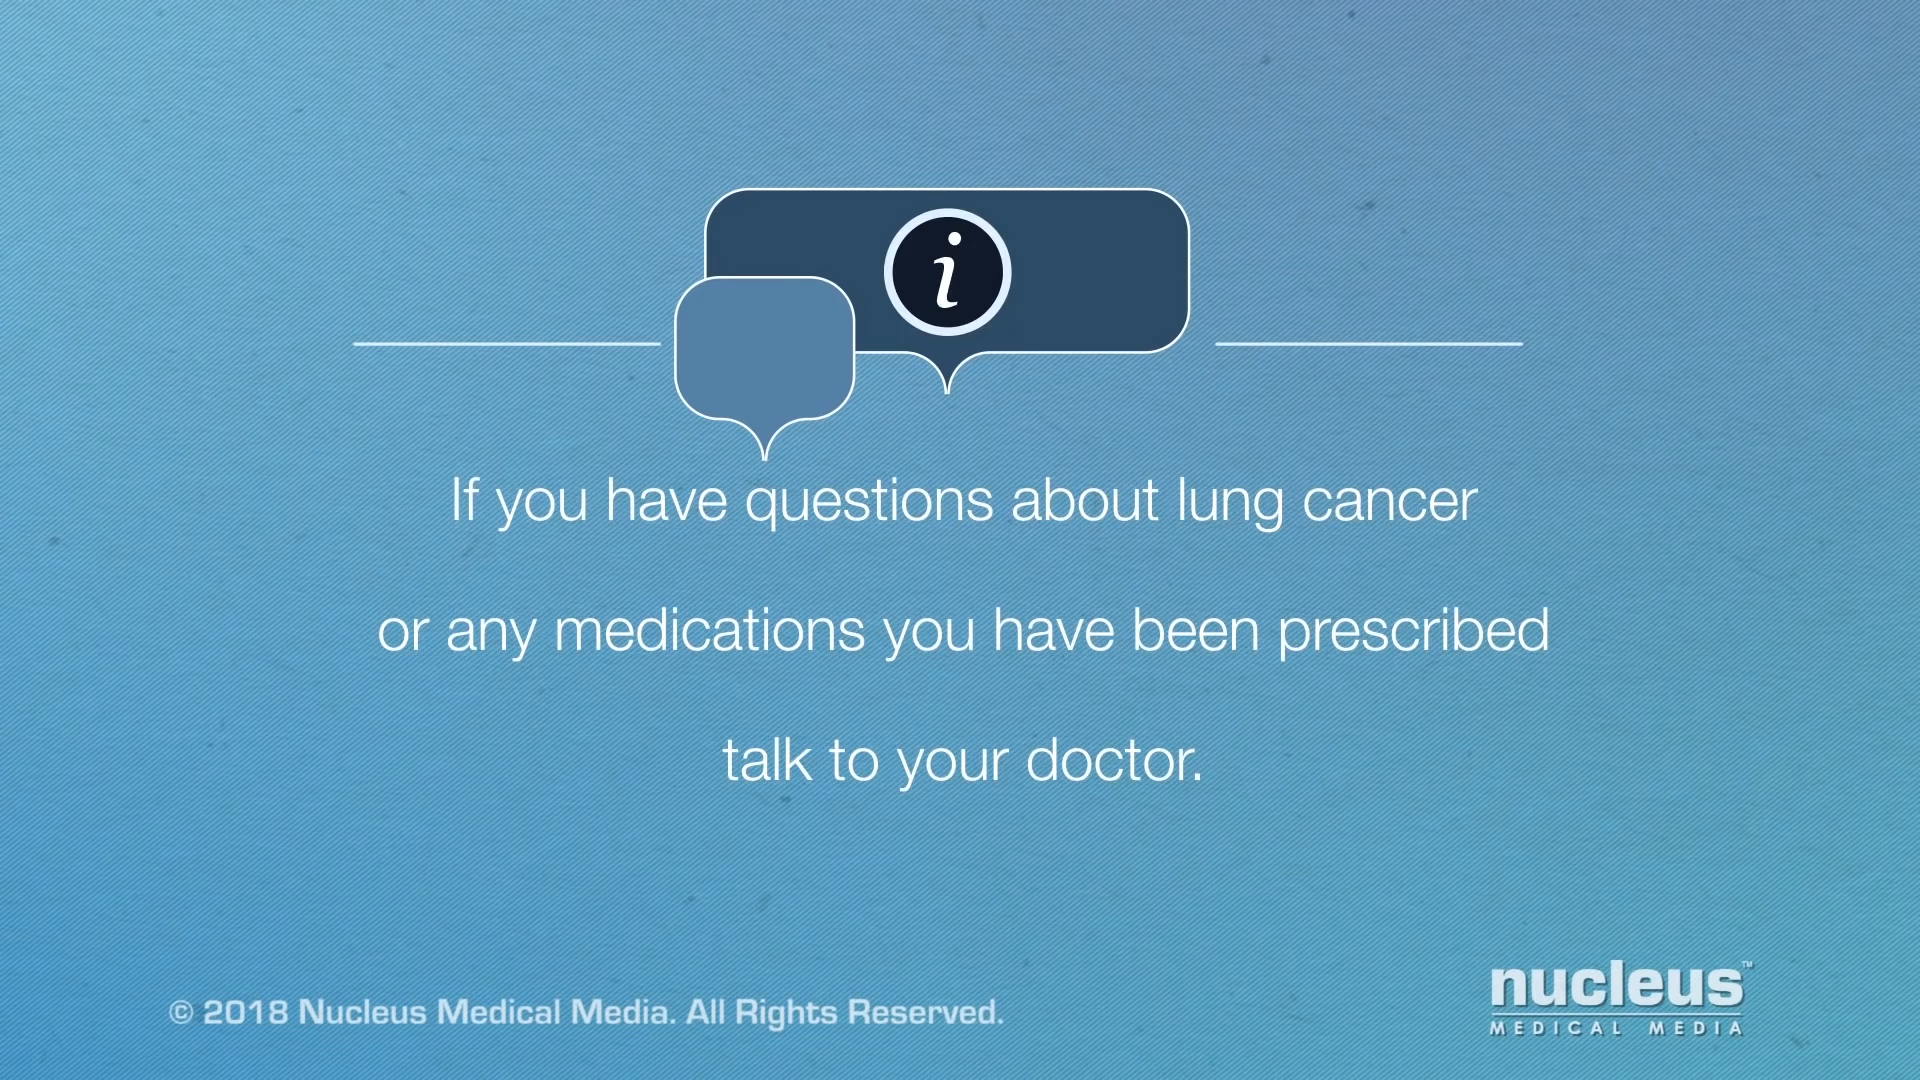 i
If you have questions about lung cancer
or any medications you have been prescribed
talk to your doctor.
© 2018 Nucleus Medical Media. All Rights Reserved.
nucleus™
MEDICAL MEDIA